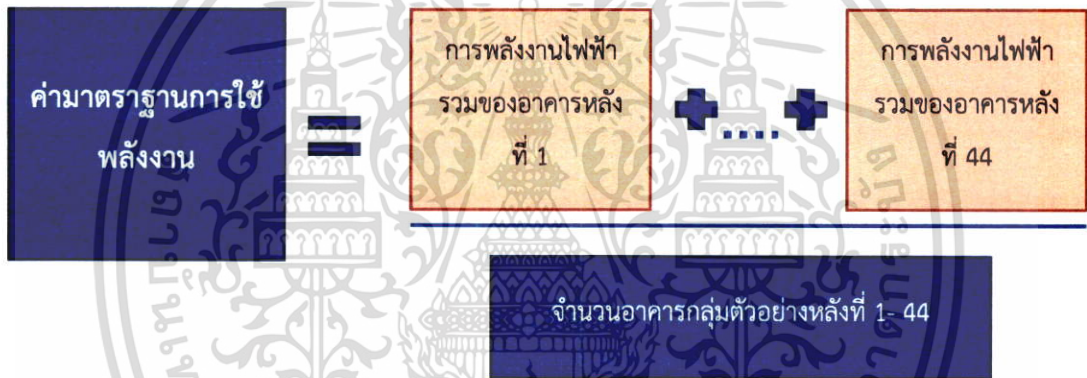 ค่ามาตราฐานการใช้
พลังงาน
=
การพลังงานไฟฟ้า
รวมของอาคารหลัง
ที่ 1
+ .... +
การพลังงานไฟฟ้า
รวมของอาคารหลัง
ที่ 44
จำนวนอาคารกลุ่มตัวอย่างหลังที่ 1- 44